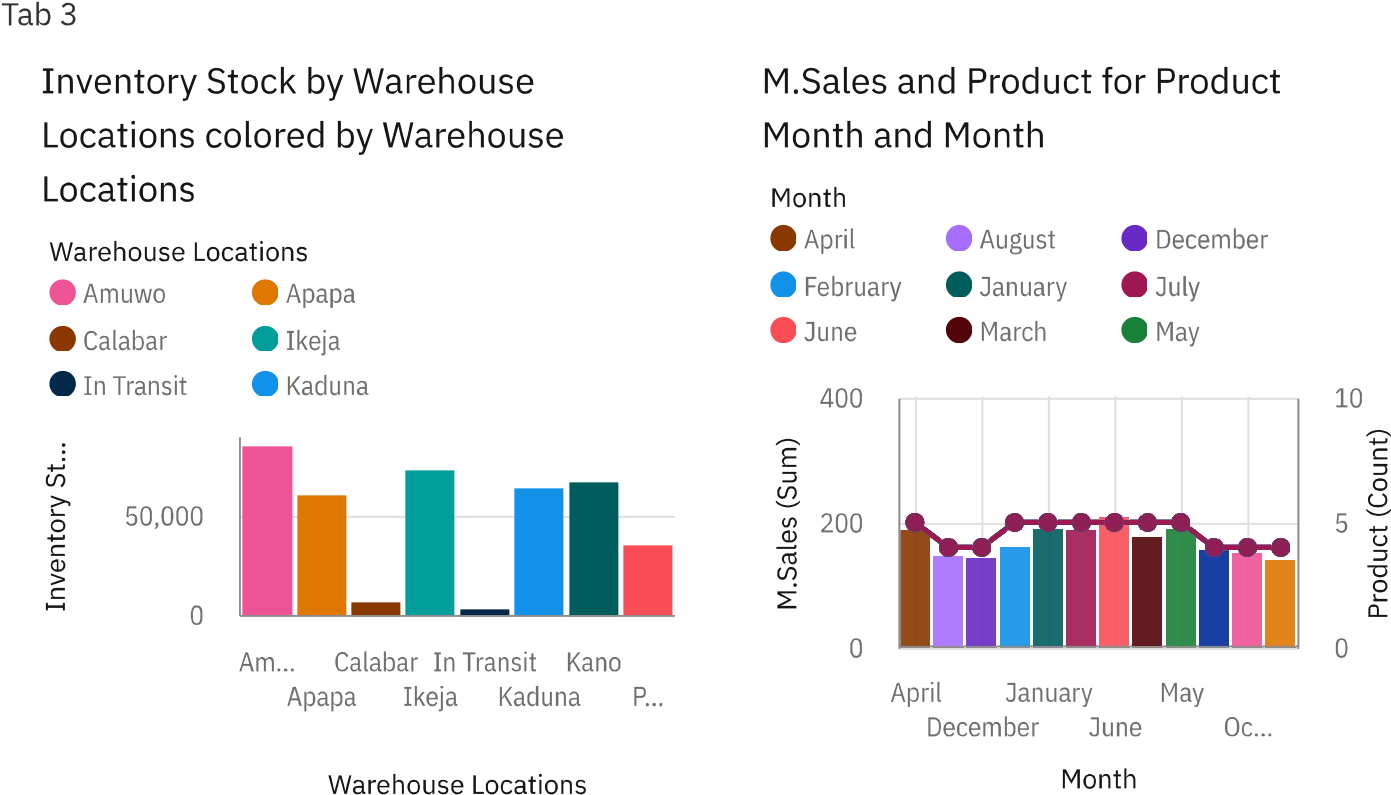 Tab 3
Inventory Stock by Warehouse
Locations colored by Warehouse
Locations
Warehouse Locations
Amuwo
Apapa
Calabar
Ikeja
In Transit
Kaduna
Inventory St...
50,000
0
Am...
Calabar
In Transit
Kano
Apapa
Ikeja
Kaduna
P...
Warehouse Locations
M.Sales and Product for Product
Month and Month
Month
April
August
December
February
January
July
June
March
May
M.Sales (Sum)
400
200
0
Product (Count)
10
5
0
April
January
May
December
June
Oc...
Month